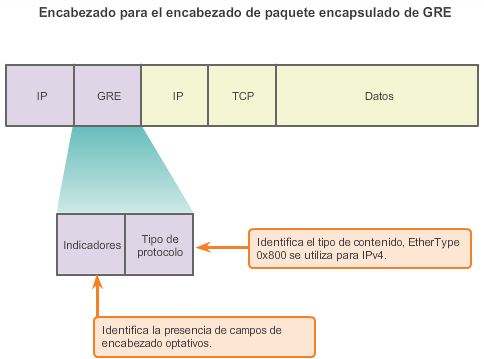 Encabezado para el encabezado de paquete encapsulado de GRE
IP GRE IP TCP Datos
Indicadores
Tipo de
protocolo
Identifica el tipo de contenido, EtherType
0x800 se utiliza para IPv4.
Identifica la presencia de campos de
encabezado optativos.